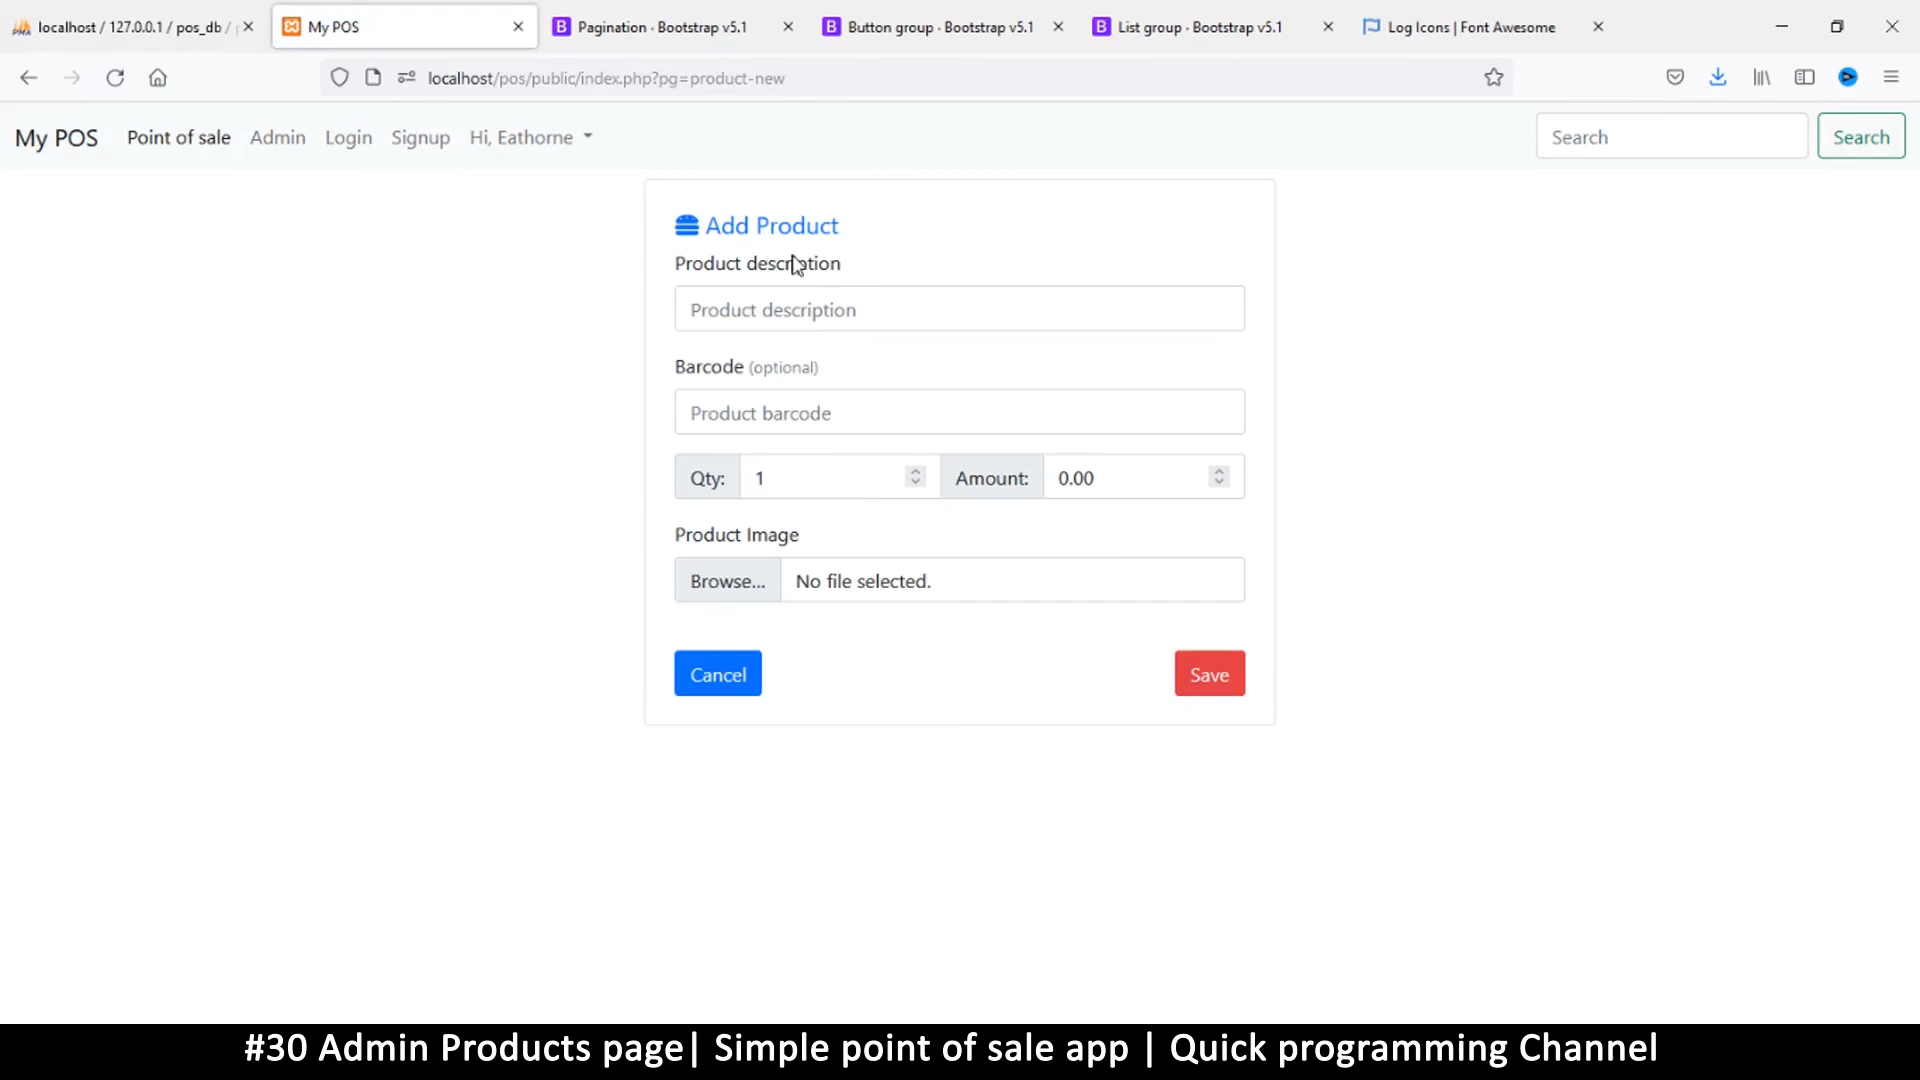 localhost / 127.0.0.1 / pos_db /
My POS
Pagination · Bootstrap v5.1
Button group · Bootstrap v5.1
List group · Bootstrap v5.1
Log Icons | Font Awesome
localhost/pos/public/index.php?pg=product-new
My POS Point of sale Admin Login Signup Hi, Eathorne Search Search
Add Product
Product description
Product description
Barcode (optional)
Product barcode
Qty: 1 Amount: 0.00
Product Image
Browse... No file selected.
Cancel Save
#30 Admin Products page| Simple point of sale app | Quick programming Channel